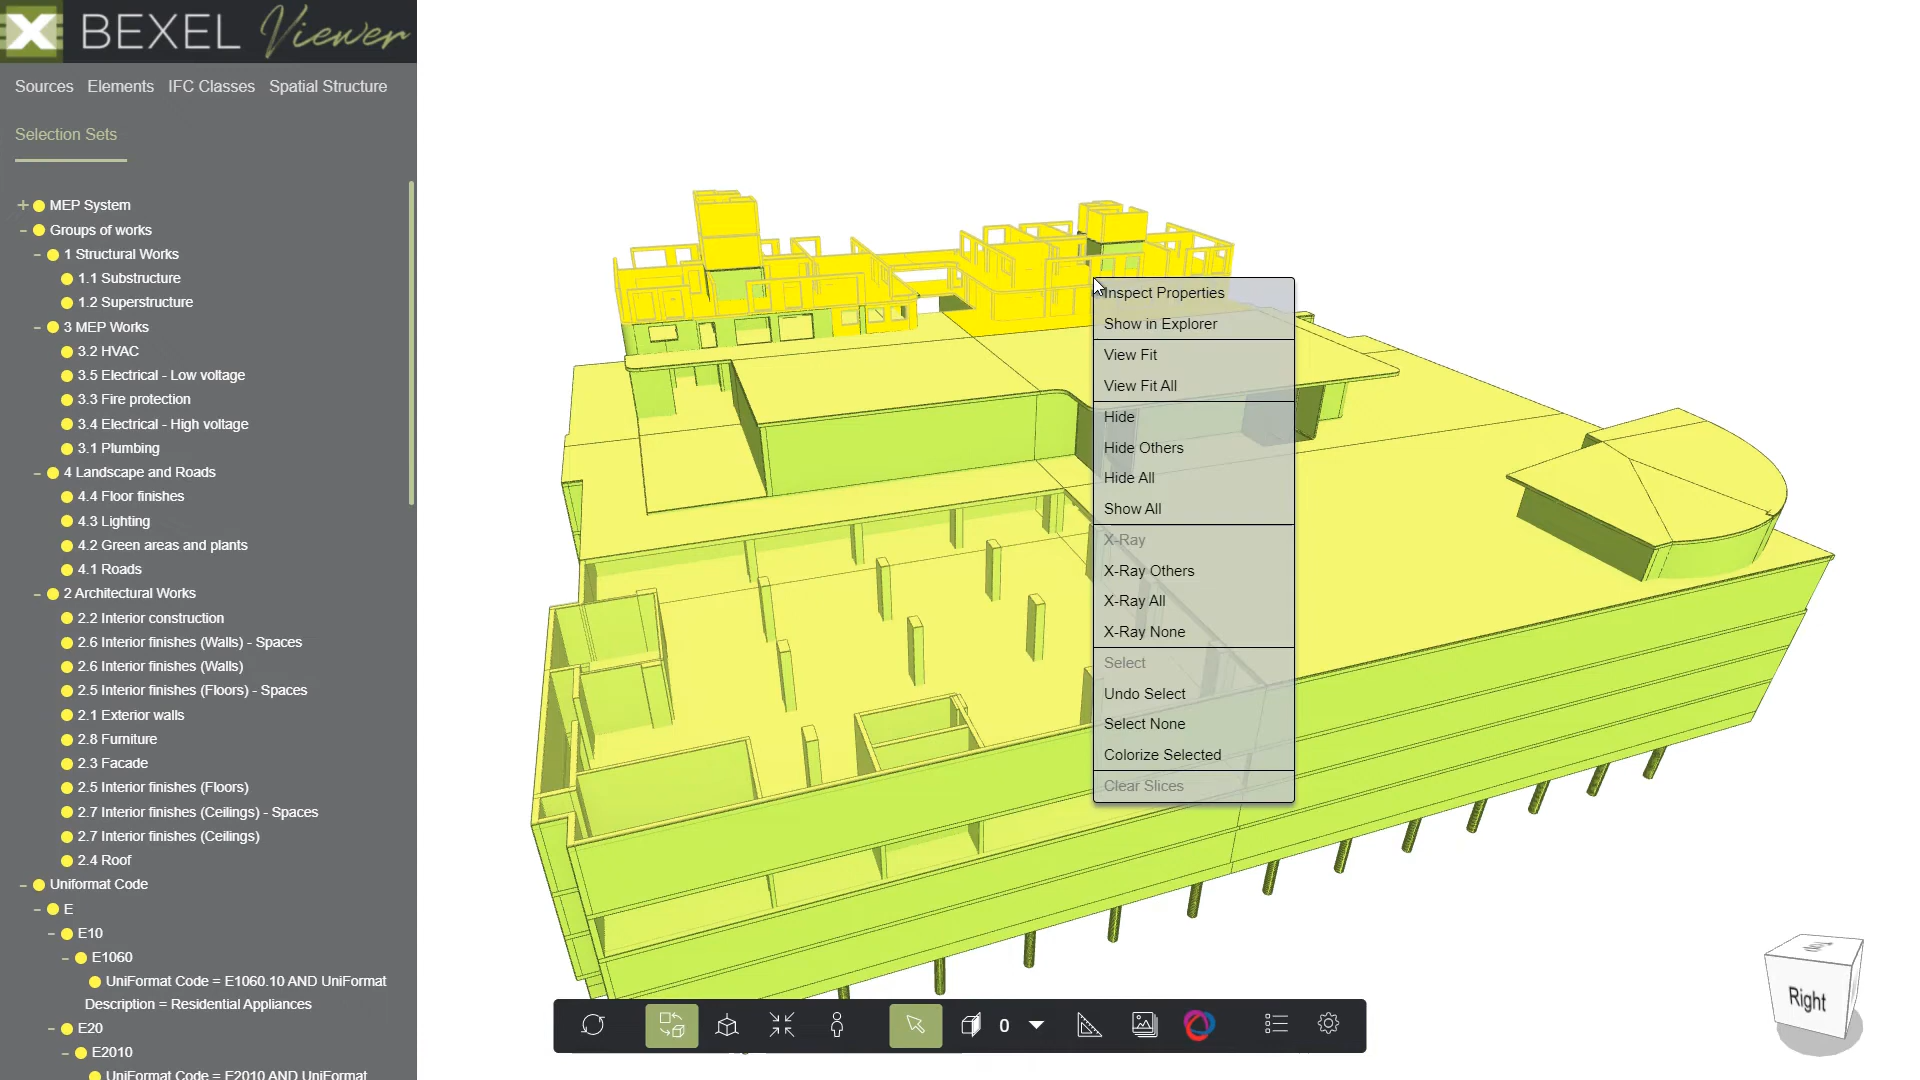 BEXEL Viewer
Sources Elements IFC Classes Spatial Structure
Selection Sets
MEP System
Groups of works
1 Structural Works
1.1 Substructure
1.2 Superstructure
3 MEP Works
3.2 HVAC
3.5 Electrical - Low voltage
3.3 Fire protection
3.4 Electrical - High voltage
3.1 Plumbing
4 Landscape and Roads
4.4 Floor finishes
4.3 Lighting
4.2 Green areas and plants
4.1 Roads
2 Architectural Works
2.2 Interior construction
2.6 Interior finishes (Walls) - Spaces
2.6 Interior finishes (Walls)
2.5 Interior finishes (Floors) - Spaces
2.1 Exterior walls
2.8 Furniture
2.3 Facade
2.5 Interior finishes (Floors)
2.7 Interior finishes (Ceilings) - Spaces
2.7 Interior finishes (Ceilings)
2.4 Roof
Uniformat Code
E
E10
E1060
UniFormat Code = E1060.10 AND UniFormat
Description = Residential Appliances
E20
E2010
UniFormat Code = E2010 AND UniFormat
Inspect Properties
Show in Explorer
View Fit
View Fit All
Hide
Hide Others
Hide All
Show All
X-Ray
X-Ray Others
X-Ray All
X-Ray None
Select
Undo Select
Select None
Colorize Selected
Clear Slices
0
Right